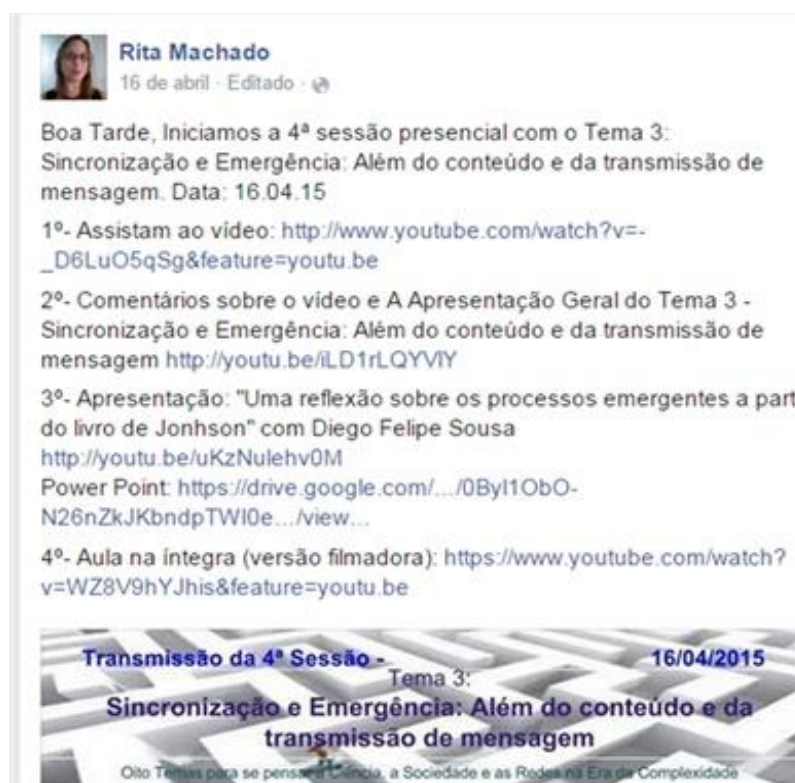 Rita Machado
16 de abril · Editado ·
Boa Tarde, Iniciamos a 4ª sessão presencial com o Tema 3:
Sincronização e Emergência: Além do conteúdo e da transmissão de
mensagem. Data: 16.04.15
1º- Assistam ao vídeo: http://www.youtube.com/watch?v=-
_D6LuO5qSg&feature=youtu.be
2º- Comentários sobre o vídeo e A Apresentação Geral do Tema 3 -
Sincronização e Emergência: Além do conteúdo e da transmissão de
mensagem http://youtu.be/iLD1rLQYVlY
3º- Apresentação: "Uma reflexão sobre os processos emergentes a part
do livro de Jonhson" com Diego Felipe Sousa
http://youtu.be/uKzNulehv0M
Power Point: https://drive.google.com/.../0Byl1ObO-
N26nZkJKbndpTWl0e.../view...
4º- Aula na íntegra (versão filmadora): https://www.youtube.com/watch?
v=WZ8V9hYJhis&feature=youtu.be
Transmissão da 4ª Sessão - 16/04/2015
Tema 3:
Sincronização e Emergência: Além do conteúdo e da
transmissão de mensagem
Oito Temas para se pensar a Ciência, a Sociedade e as Redes na Era da Complexidade